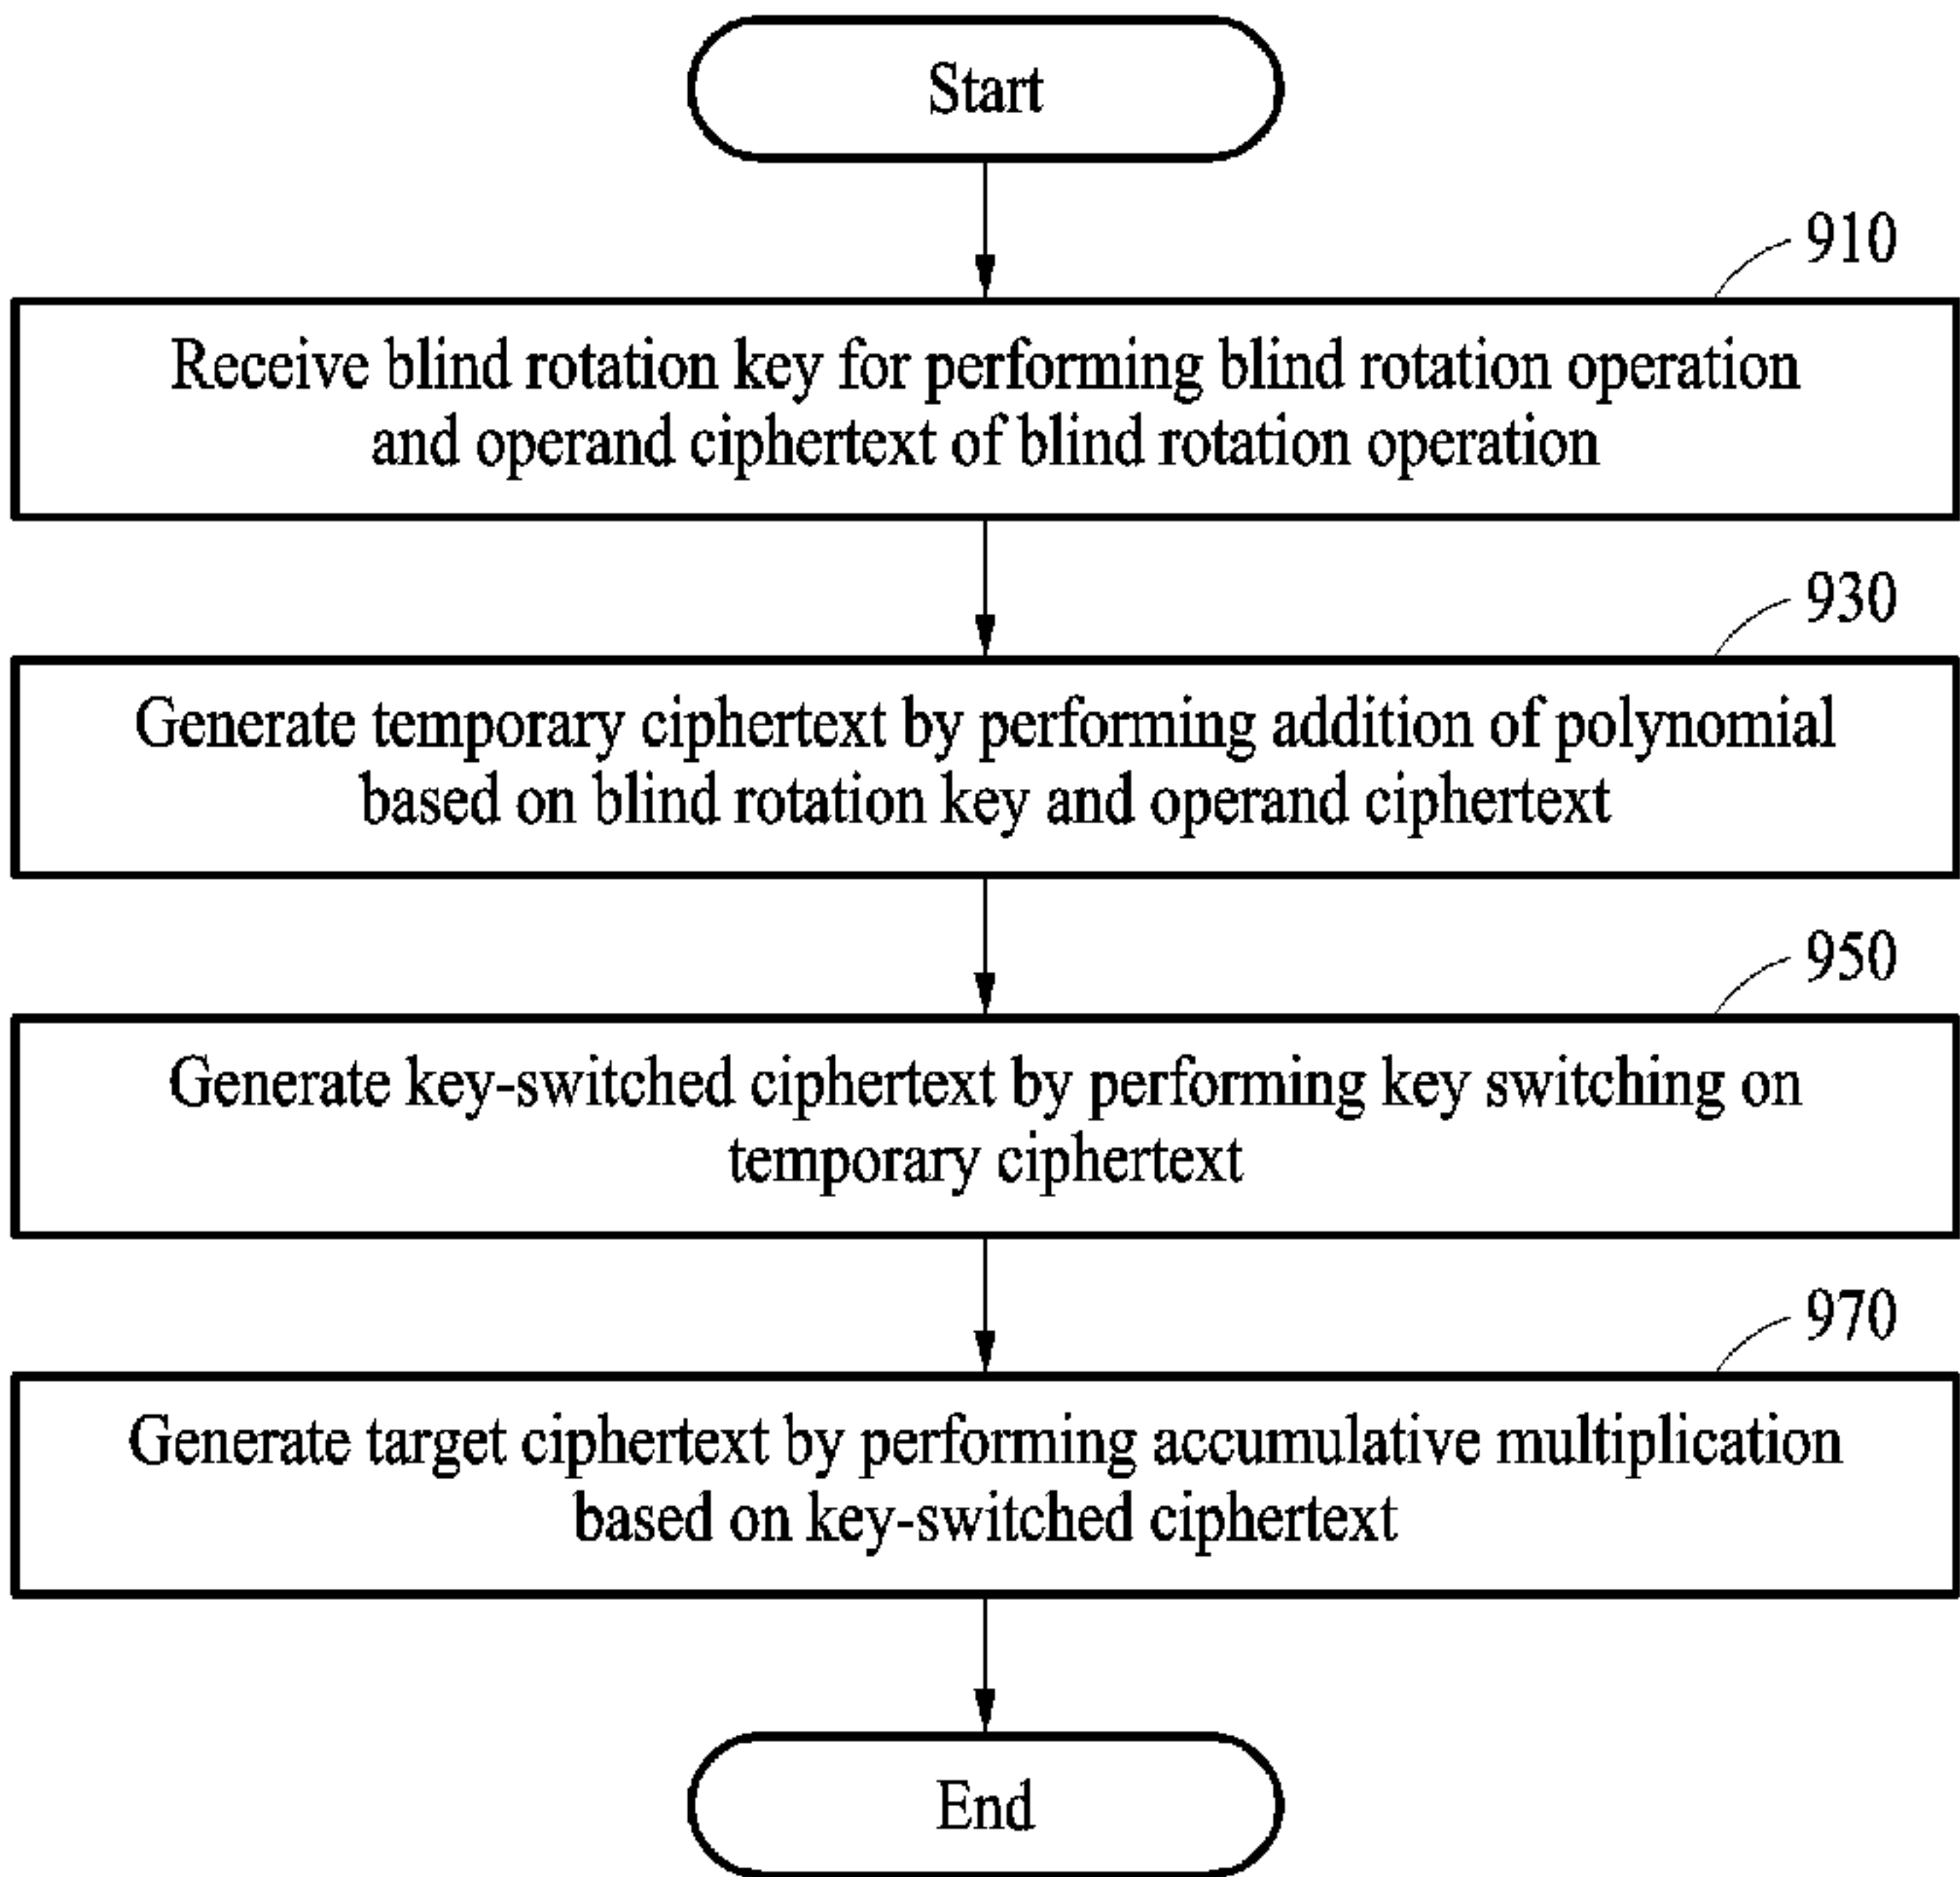 Start
910
Receive blind rotation key for performing blind rotation operation
and operand ciphertext of blind rotation operation
930
Generate temporary ciphertext by performing addition of polynomial
based on blind rotation key and operand ciphertext
950
Generate key-switched ciphertext by performing key switching on
temporary ciphertext
970
Generate target ciphertext by performing accumulative multiplication
based on key-switched ciphertext
End